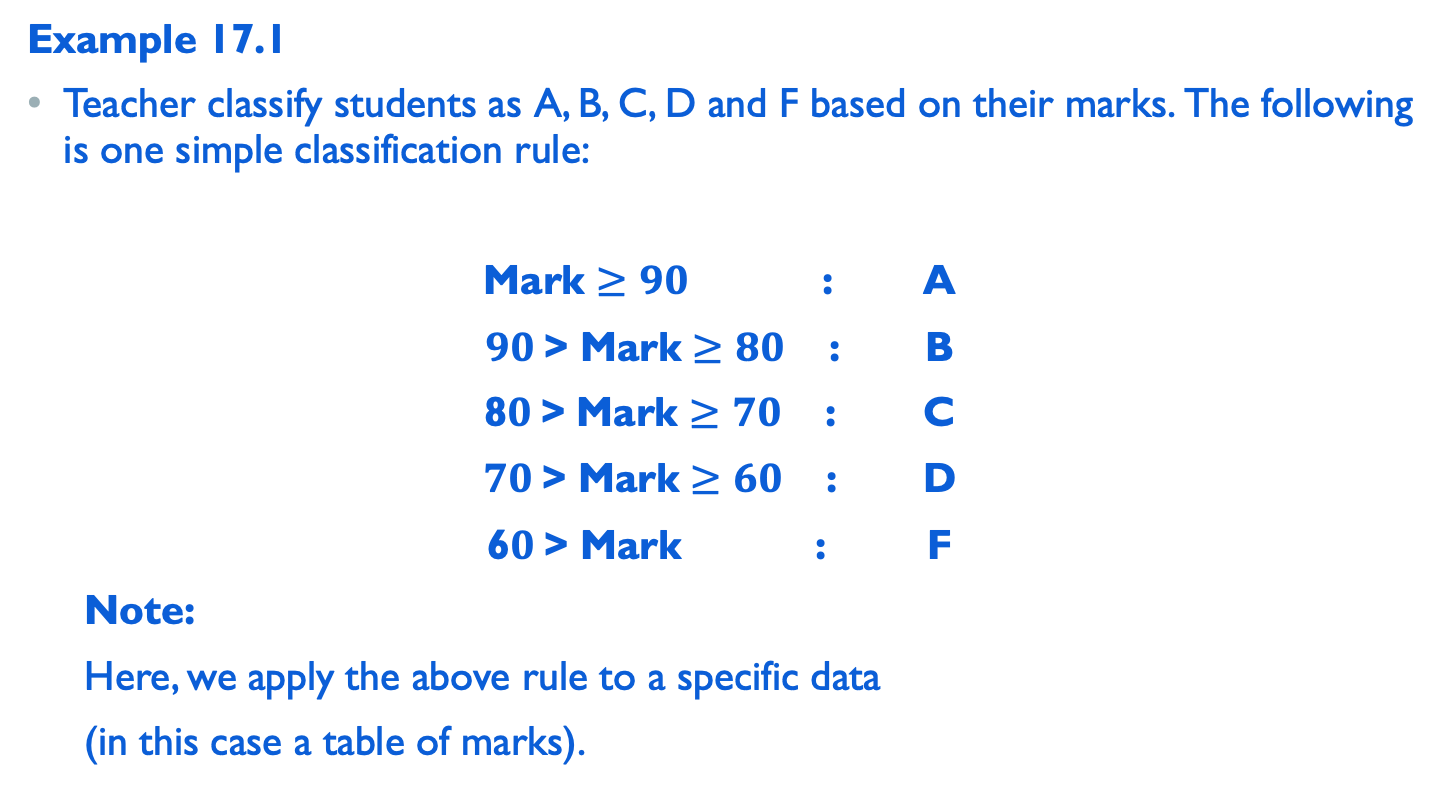 Example 17.1
• Teacher classify students as A, B, C, D and F based on their marks. The following
is one simple classification rule:
Mark ≥ 90 : A
90 > Mark ≥ 80 : B
80 > Mark ≥ 70 : C
70 > Mark ≥ 60 : D
60 > Mark : F
Note:
Here, we apply the above rule to a specific data
(in this case a table of marks).